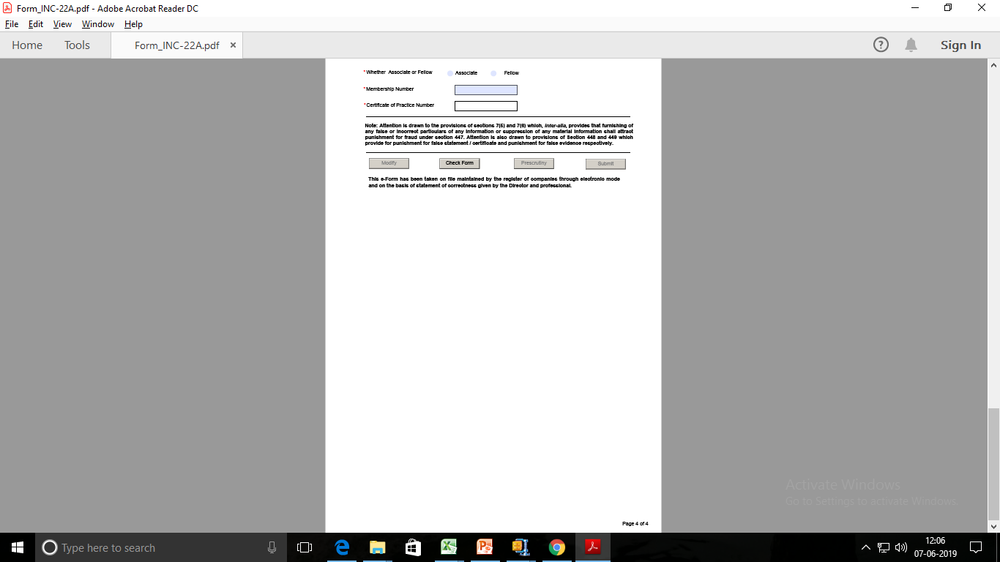 Form_INC-22A.pdf - Adobe Acrobat Reader DC
File Edit View Window Help
Home Tools Form_INC-22A.pdf × ? Sign In
*Whether Associate or Fellow Associate Fellow
*Membership Number
*Certificate of Practice Number
Note: Attention is drawn to the provisions of sections 7(5) and 7(6) which, inter-alia, provides that furnishing of
any false or incorrect particulars of any information or suppression of any material information shall attract
punishment for fraud under section 447. Attention is also drawn to provisions of Section 448 and 449 which
provide for punishment for false statement / certificate and punishment for false evidence respectively.
Modify Check Form Prescrutiny Submit
This e-Form has been taken on file maintained by the register of companies through electronic mode
and on the basis of statement of correctness given by the Director and professional.
Activate Windows
Go to Settings to activate Windows.
Page 4 of 4
Type here to search
12:06
07-06-2019